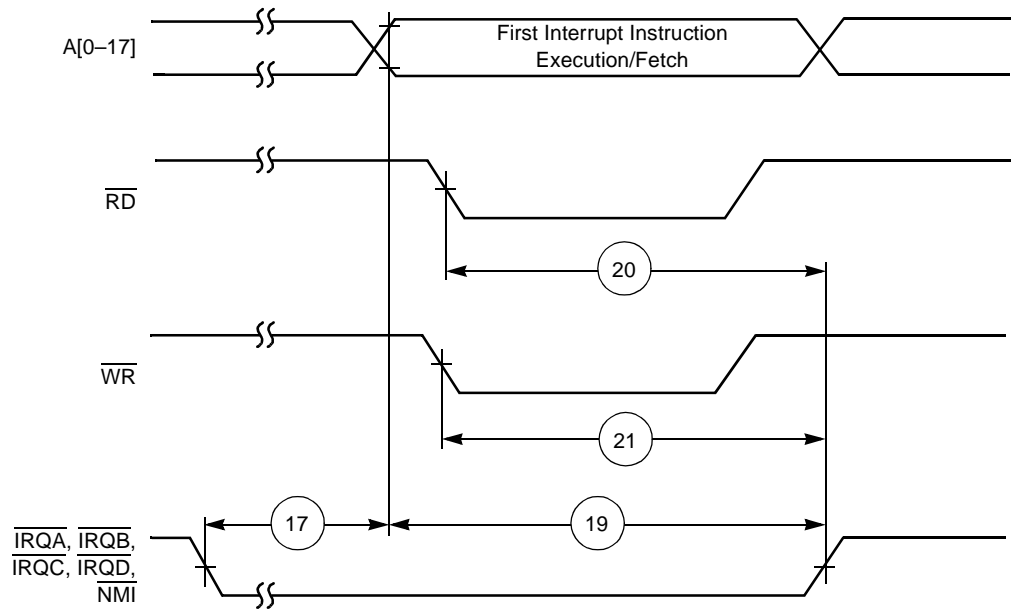 A[0–17]
First Interrupt Instruction
Execution/Fetch
RD
20
WR
21
17
19
IRQA, IRQB,
IRQC, IRQD,
NMI